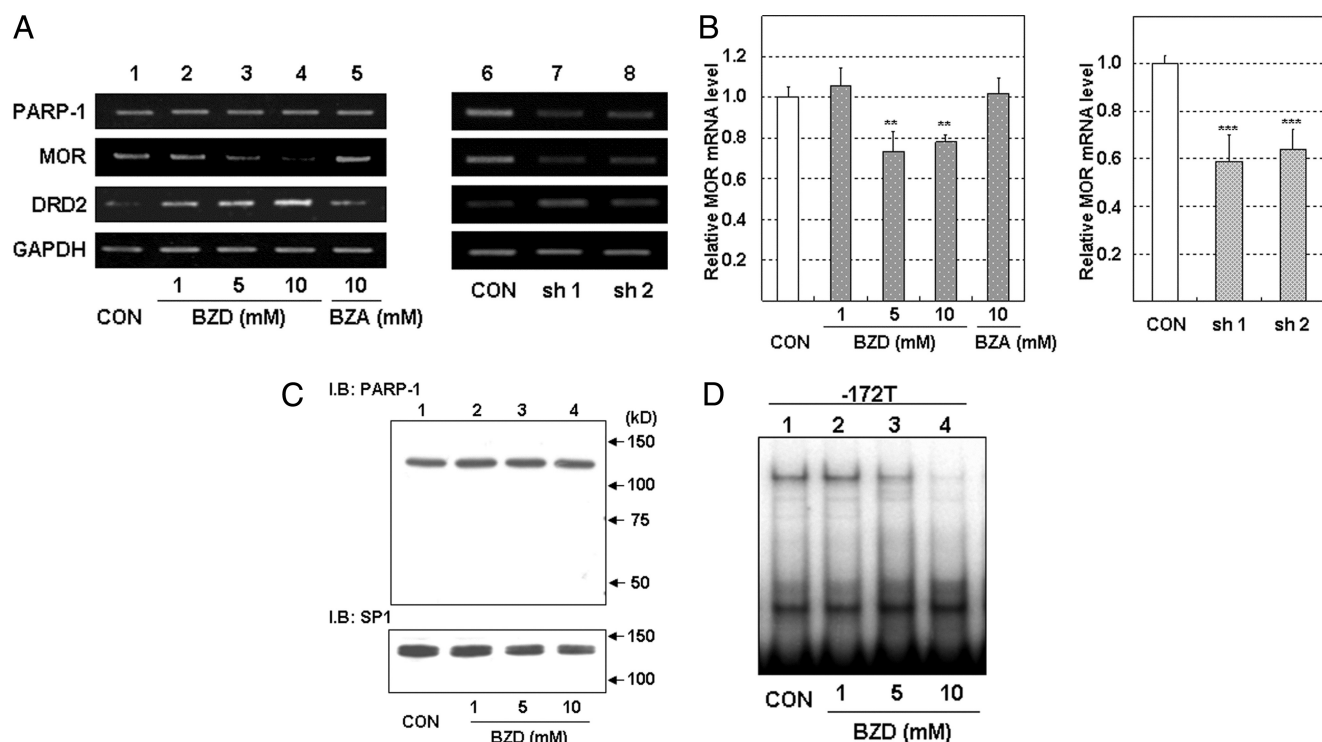 A
1 2 3 4 5 6 7 8
PARP-1
MOR
DRD2
GAPDH
1 5 10 10
CON BZD (mM) BZA (mM)
CON sh 1 sh 2
B
Relative MOR mRNA level
1.2
1.0
0.8
0.6
0.4
0.2
** **
1 5 10 10
CON BZD (mM) BZA (mM)
Relative MOR mRNA level
1.0
0.8
0.6
0.4
0.2
*** ***
CON sh 1 sh 2
C
I.B: PARP-1
1 2 3 4 (kD)
150
100
75
50
I.B: SP1
150
100
CON 1 5 10
BZD (mM)
D
-172T
1 2 3 4
CON 1 5 10
BZD (mM)